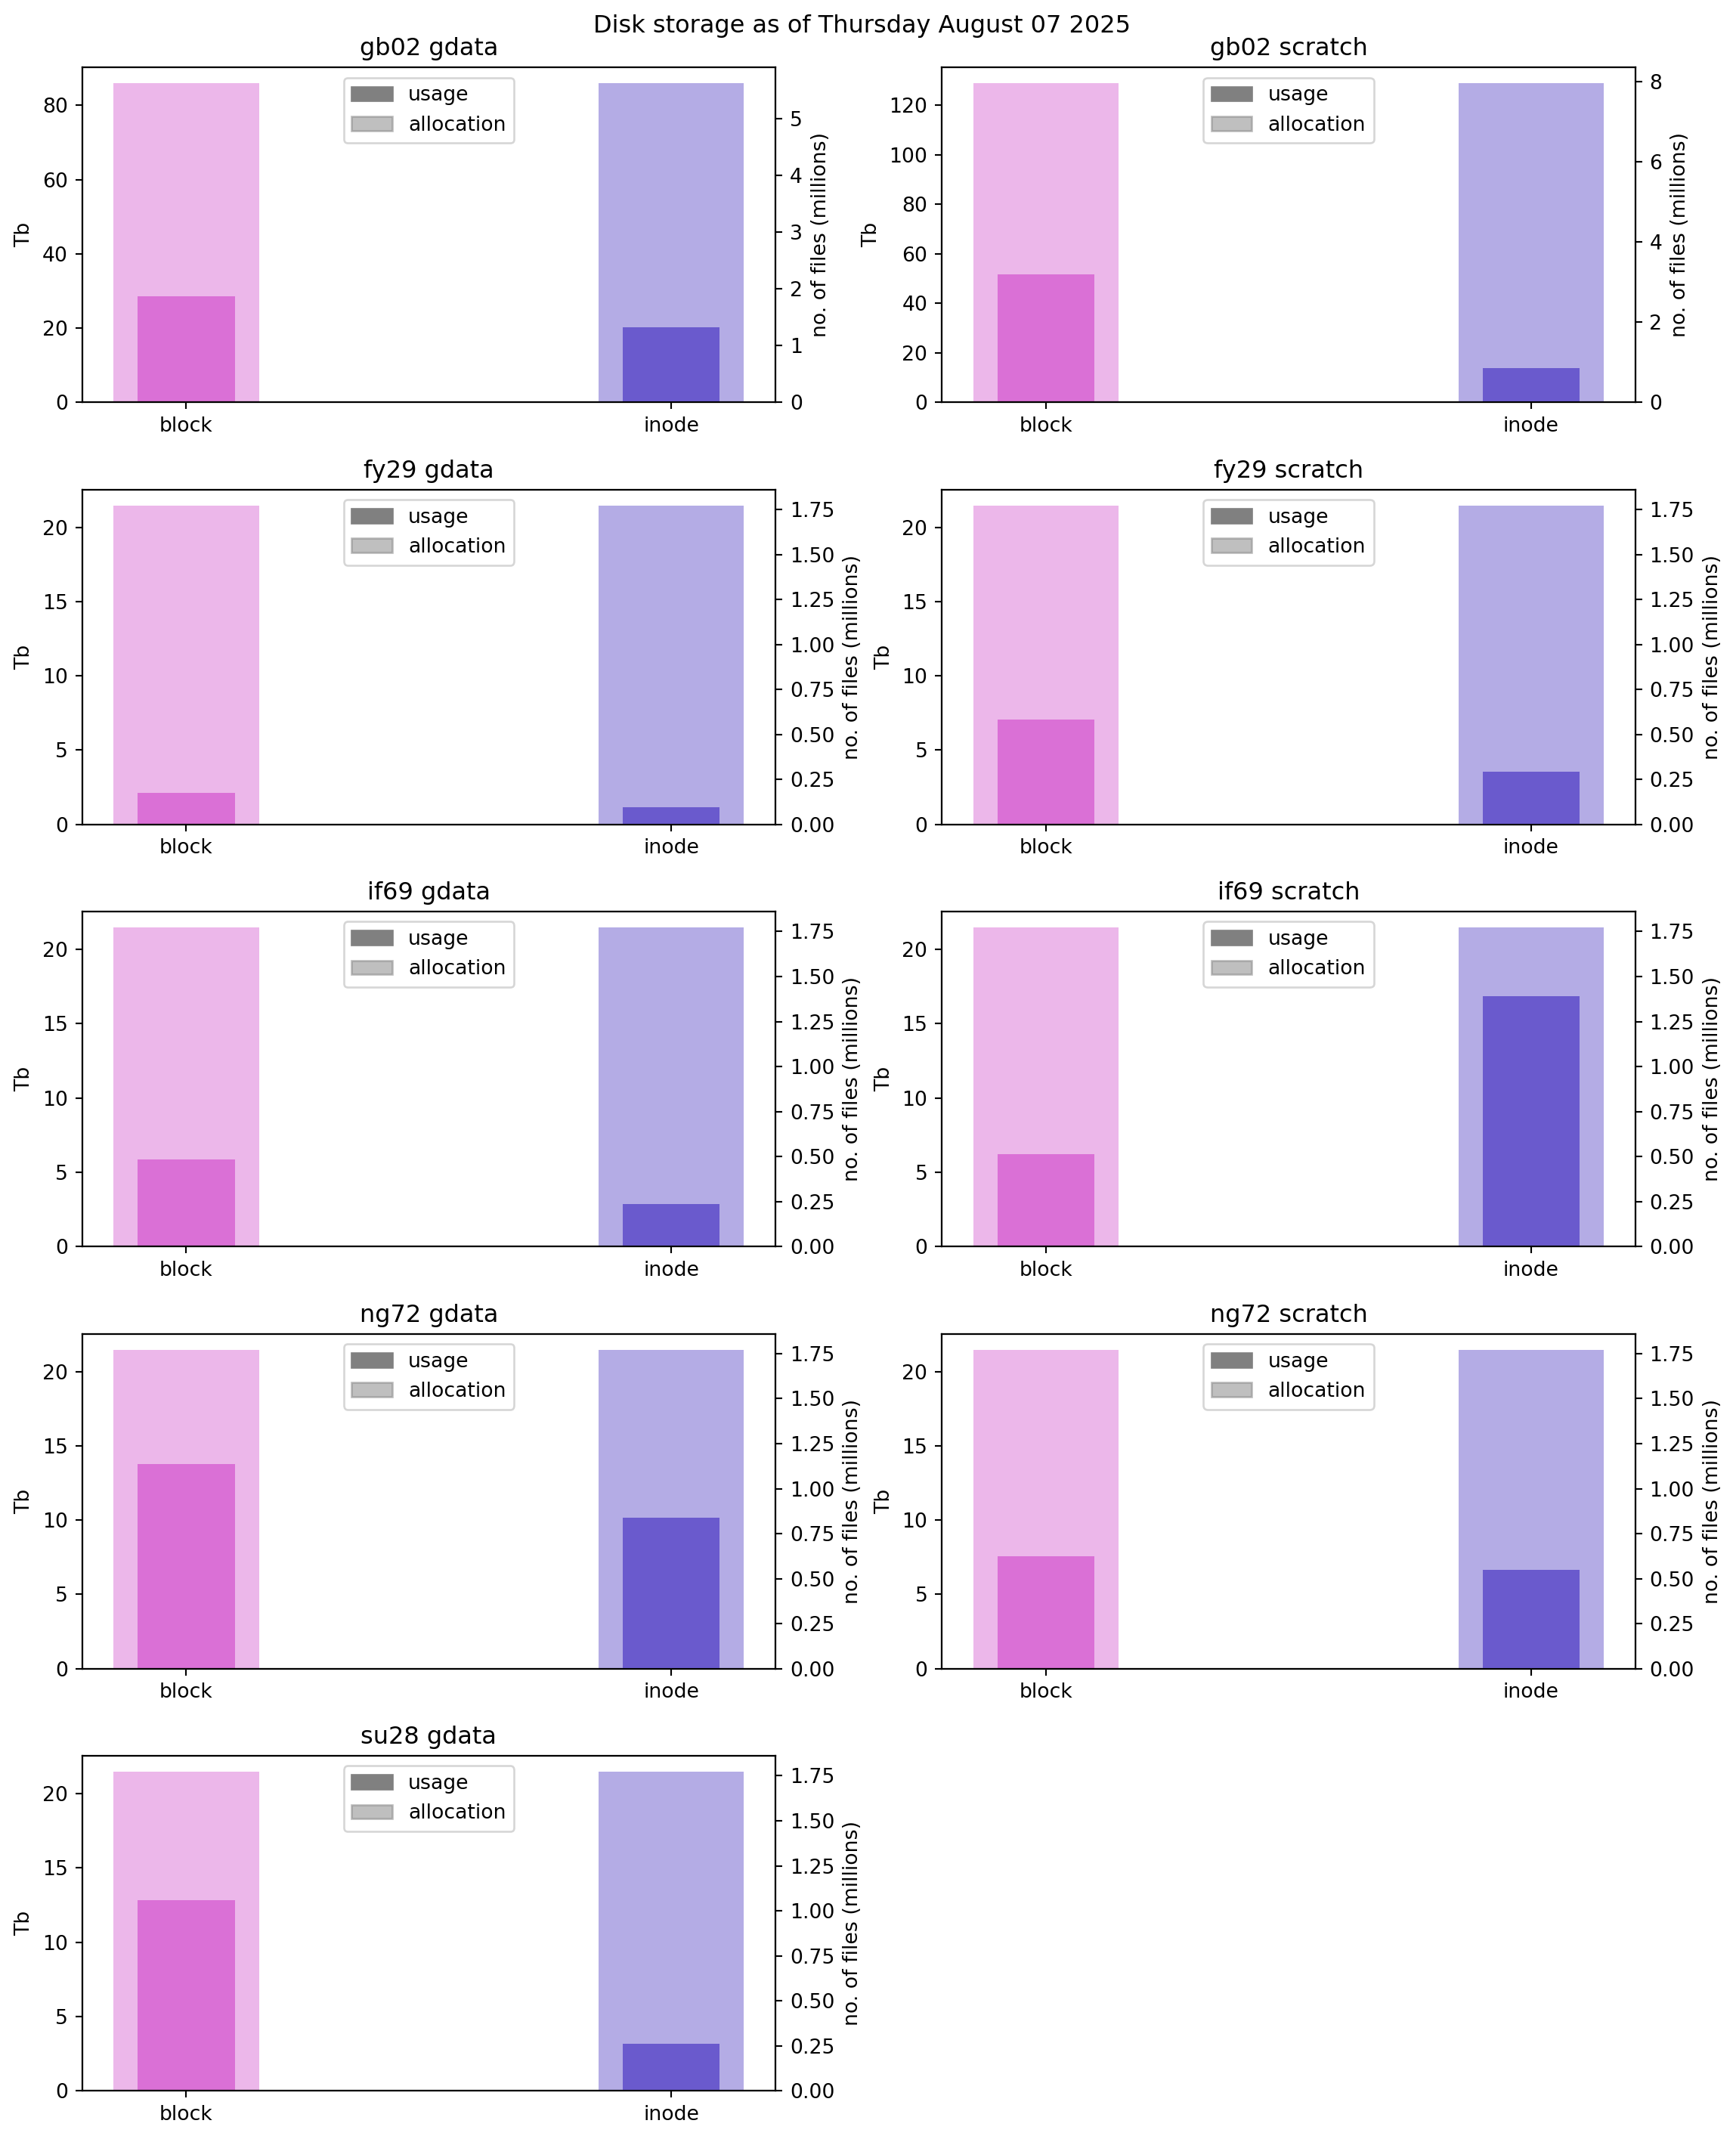 Disk storage as of Thursday August 07 2025
gb02 gdata
usage
allocation
80
60
40
20
0
Tb
5
4
3
2
1
0
no. of files (millions)
block
inode
gb02 scratch
usage
allocation
120
100
80
60
40
20
0
Tb
8
6
4
2
0
no. of files (millions)
block
inode
fy29 gdata
usage
allocation
20
15
10
5
0
Tb
1.75
1.50
1.25
1.00
0.75
0.50
0.25
0.00
no. of files (millions)
block
inode
fy29 scratch
usage
allocation
20
15
10
5
0
Tb
1.75
1.50
1.25
1.00
0.75
0.50
0.25
0.00
no. of files (millions)
block
inode
if69 gdata
usage
allocation
20
15
10
5
0
Tb
1.75
1.50
1.25
1.00
0.75
0.50
0.25
0.00
no. of files (millions)
block
inode
if69 scratch
usage
allocation
20
15
10
5
0
Tb
1.75
1.50
1.25
1.00
0.75
0.50
0.25
0.00
no. of files (millions)
block
inode
ng72 gdata
usage
allocation
20
15
10
5
0
Tb
1.75
1.50
1.25
1.00
0.75
0.50
0.25
0.00
no. of files (millions)
block
inode
ng72 scratch
usage
allocation
20
15
10
5
0
Tb
1.75
1.50
1.25
1.00
0.75
0.50
0.25
0.00
no. of files (millions)
block
inode
su28 gdata
usage
allocation
20
15
10
5
0
Tb
1.75
1.50
1.25
1.00
0.75
0.50
0.25
0.00
no. of files (millions)
block
inode